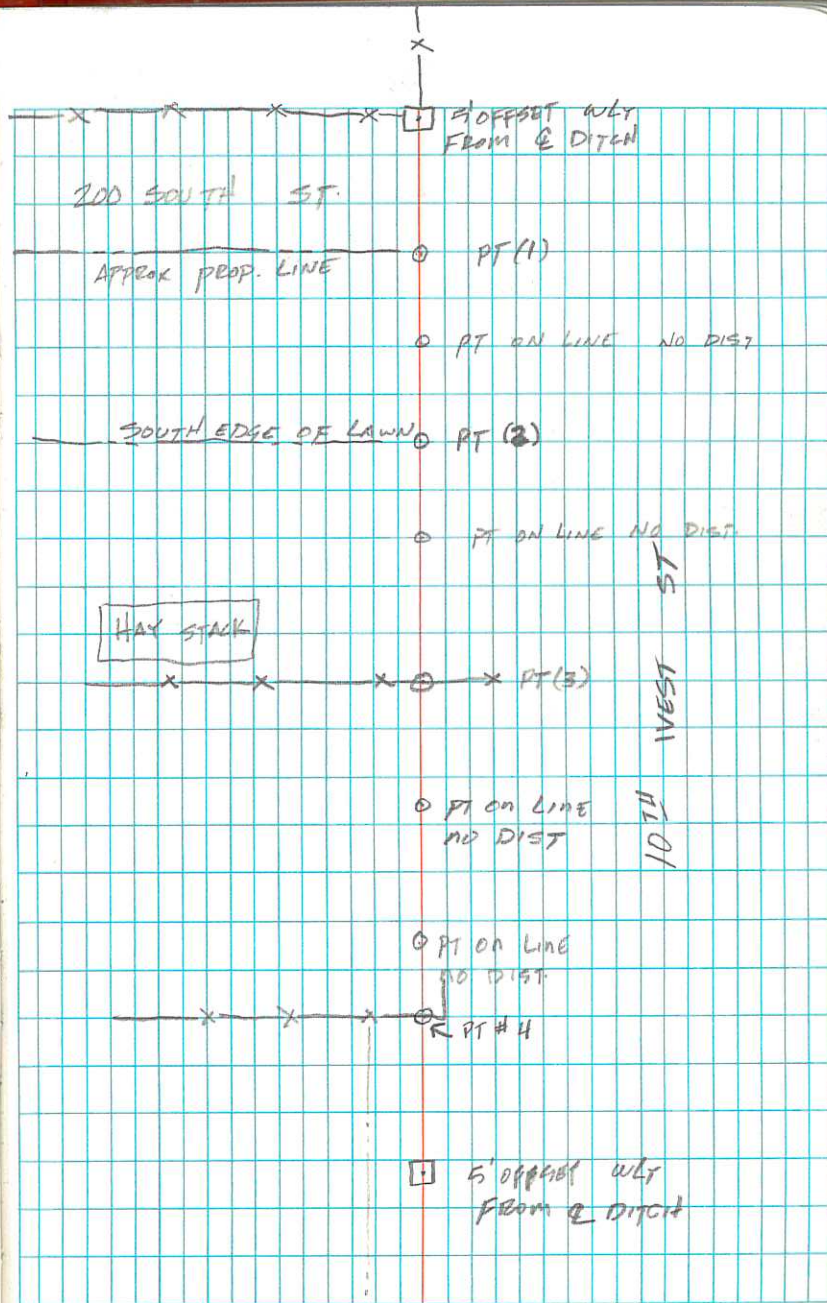 5' OFFSET WLY
FROM ℄ DITCH
200 SOUTH ST.
PT (1)
APPROX PROP. LINE
PT ON LINE NO DIST
SOUTH EDGE OF LAWN
PT (2)
PT ON LINE NO DIST.
HAY STACK
PT (3)
10TH WEST ST
PT ON LINE
NO DIST
PT ON LINE
NO DIST.
PT # 4
5' OFFSET WLY
FROM ℄ DITCH